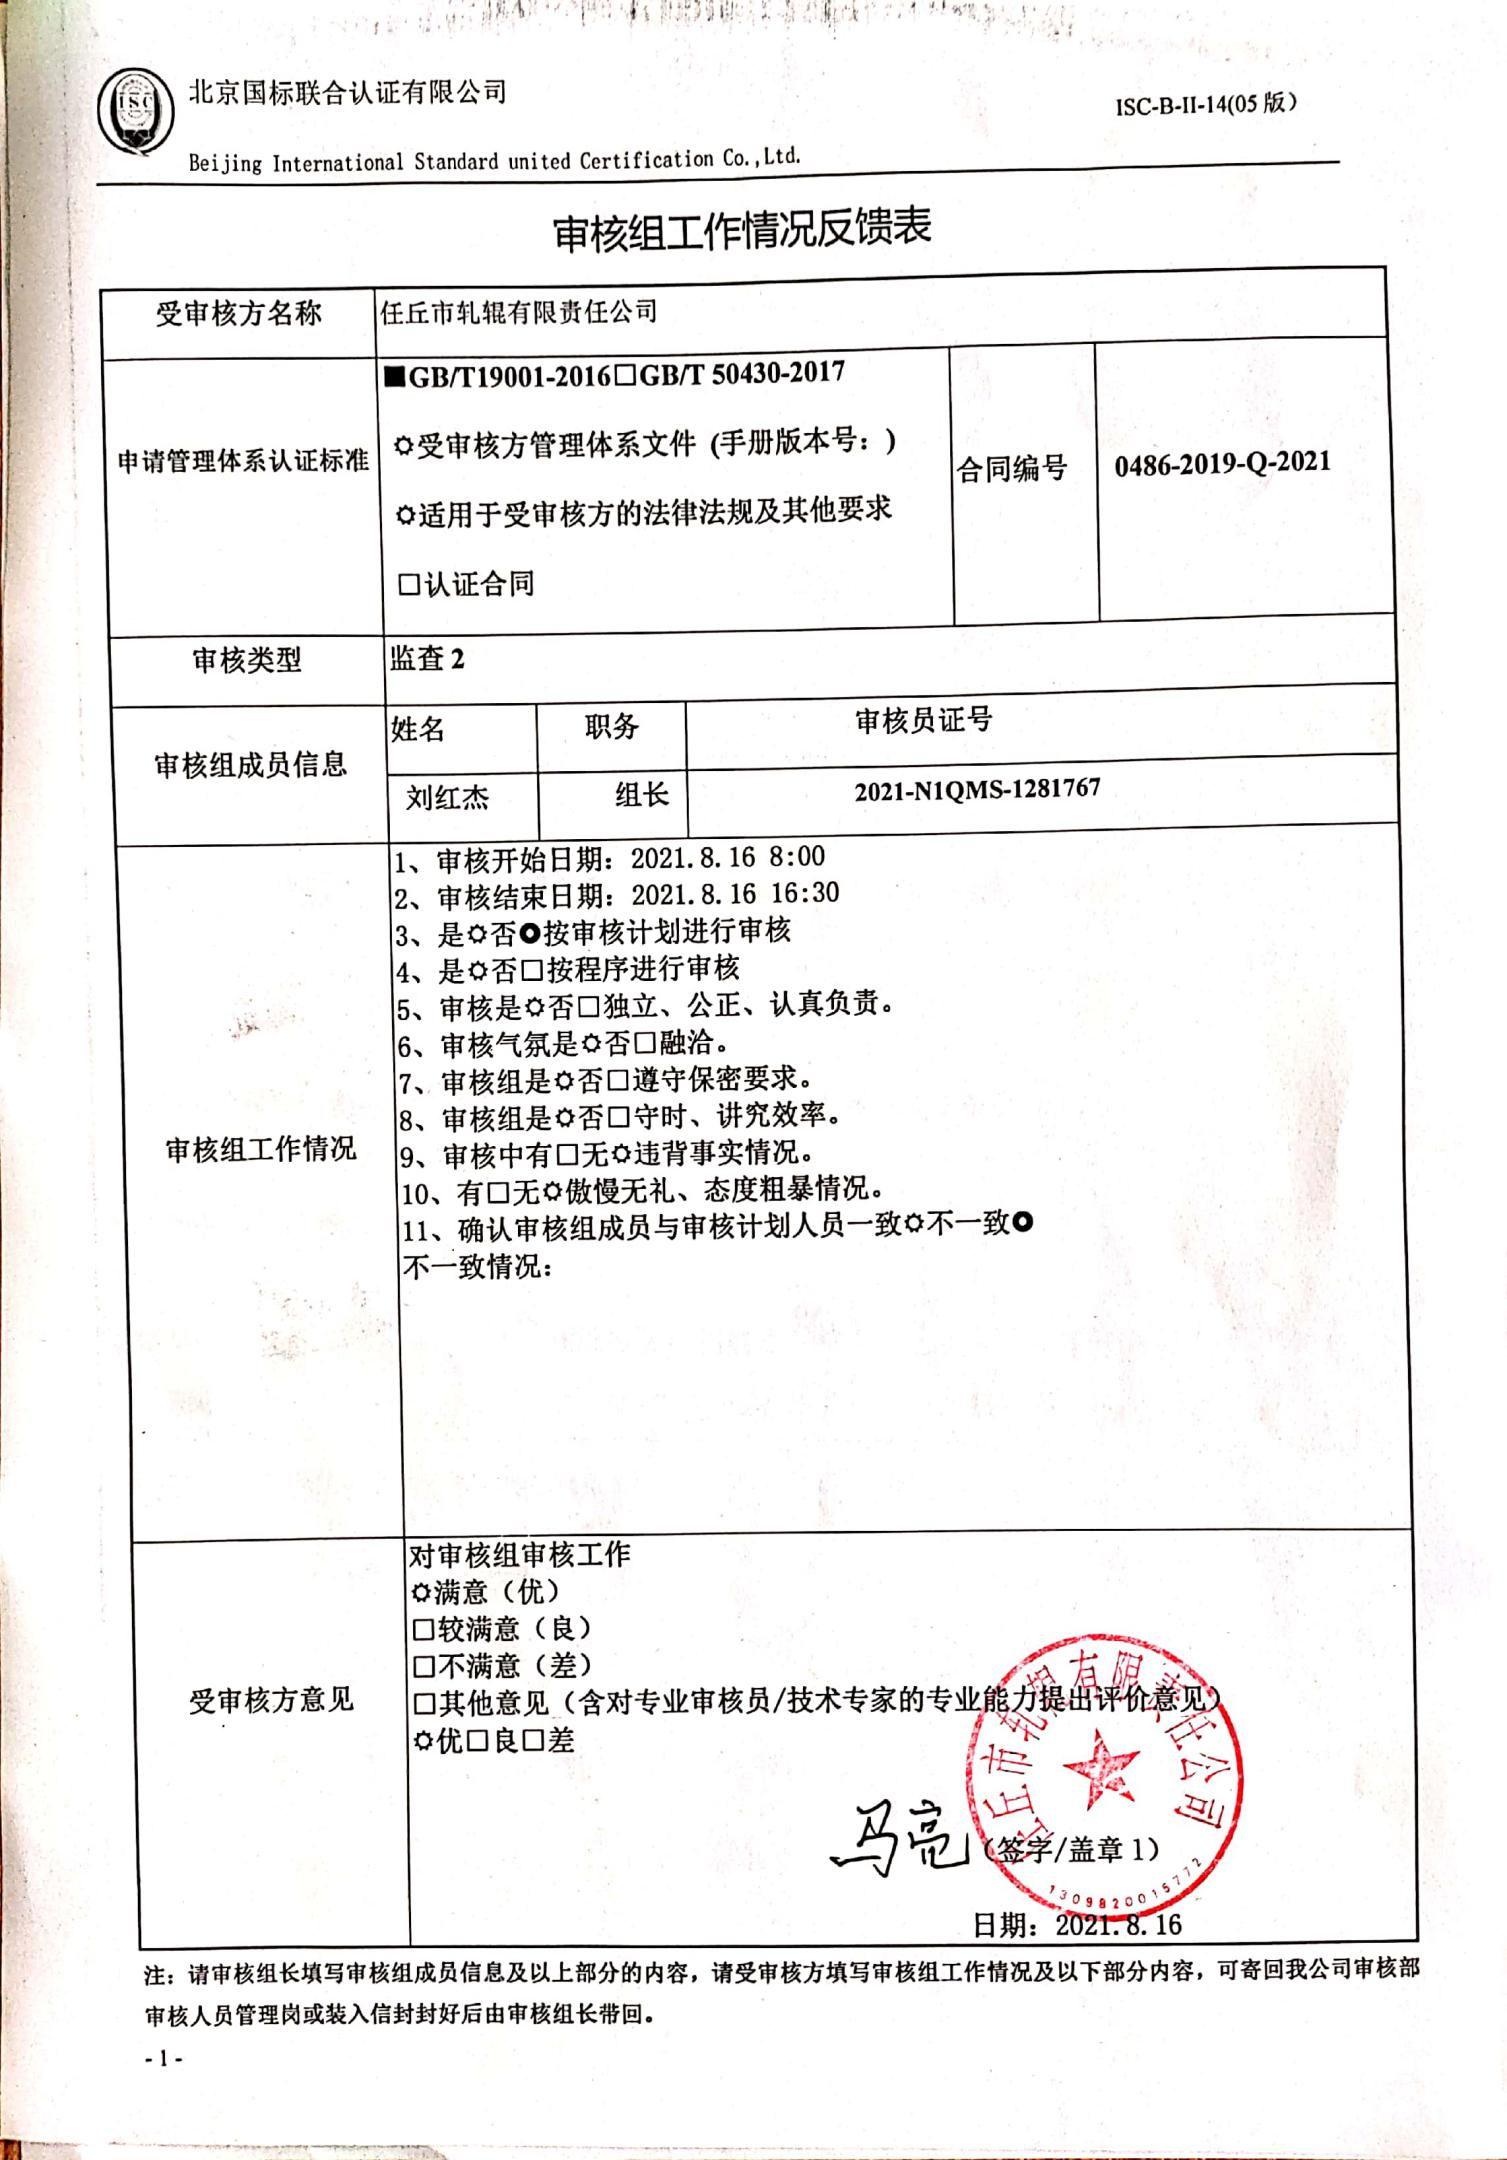 ISC
北京国标联合认证有限公司
ISC-B-II-14(05版)
Beijing International Standard united Certification Co.,Ltd.
审核组工作情况反馈表
受审核方名称
任丘市轧辊有限责任公司
申请管理体系认证标准
■GB/T19001-2016□GB/T 50430-2017
✡受审核方管理体系文件 (手册版本号: )
✡适用于受审核方的法律法规及其他要求
□认证合同
合同编号
0486-2019-Q-2021
审核类型
监查 2
审核组成员信息
姓名 职务 审核员证号
刘红杰 组长 2021-N1QMS-1281767
审核组工作情况
1、审核开始日期: 2021.8.16 8:00
2、审核结束日期: 2021.8.16 16:30
3、是✡否○按审核计划进行审核
4、是✡否□按程序进行审核
5、审核是✡否□独立、公正、认真负责。
6、审核气氛是✡否□融洽。
7、审核组是✡否□遵守保密要求。
8、审核组是✡否□守时、讲究效率。
9、审核中有□无✡违背事实情况。
10、有□无✡傲慢无礼、态度粗暴情况。
11、确认审核组成员与审核计划人员一致✡不一致○
不一致情况:
受审核方意见
对审核组审核工作
✡满意（优）
□较满意（良）
□不满意（差）
□其他意见（含对专业审核员/技术专家的专业能力提出评价意见）
✡优□良□差
任丘市轧辊有限责任公司
马亮 (签字/盖章1)
1309820015772
日期: 2021.8.16
注: 请审核组长填写审核组成员信息及以上部分的内容，请受审核方填写审核组工作情况及以下部分内容，可寄回我公司审核部
审核人员管理岗或装入信封封好后由审核组长带回。
- 1 -